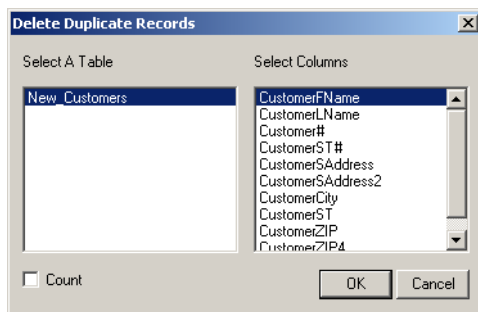 Delete Duplicate Records
Select A Table
Select Columns
New_Customers
CustomerFName
CustomerLName
Customer#
CustomerST#
CustomerSAddress
CustomerSAddress2
CustomerCity
CustomerST
CustomerZIP
CustomerZIP4
Count
OK
Cancel